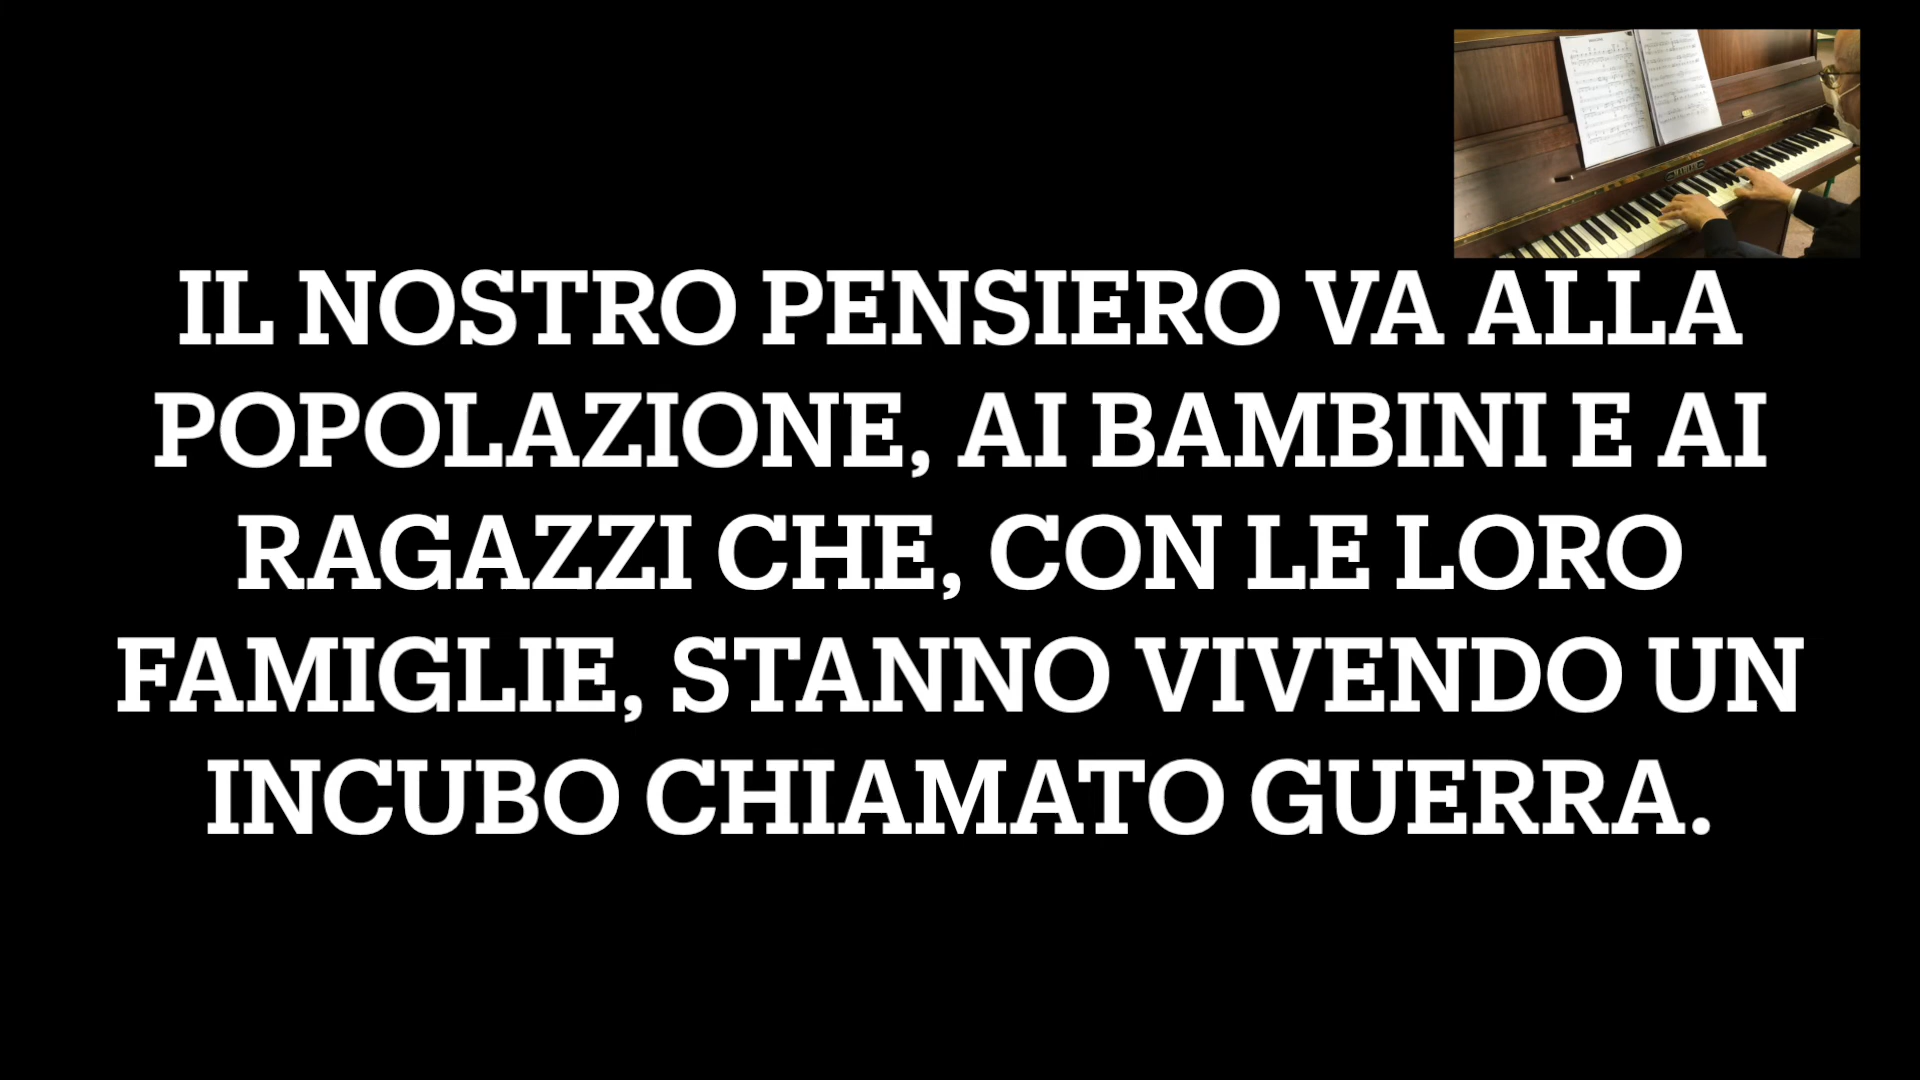 IL NOSTRO PENSIERO VA ALLA
POPOLAZIONE, AI BAMBINI E AI
RAGAZZI CHE, CON LE LORO
FAMIGLIE, STANNO VIVENDO UN
INCUBO CHIAMATO GUERRA.